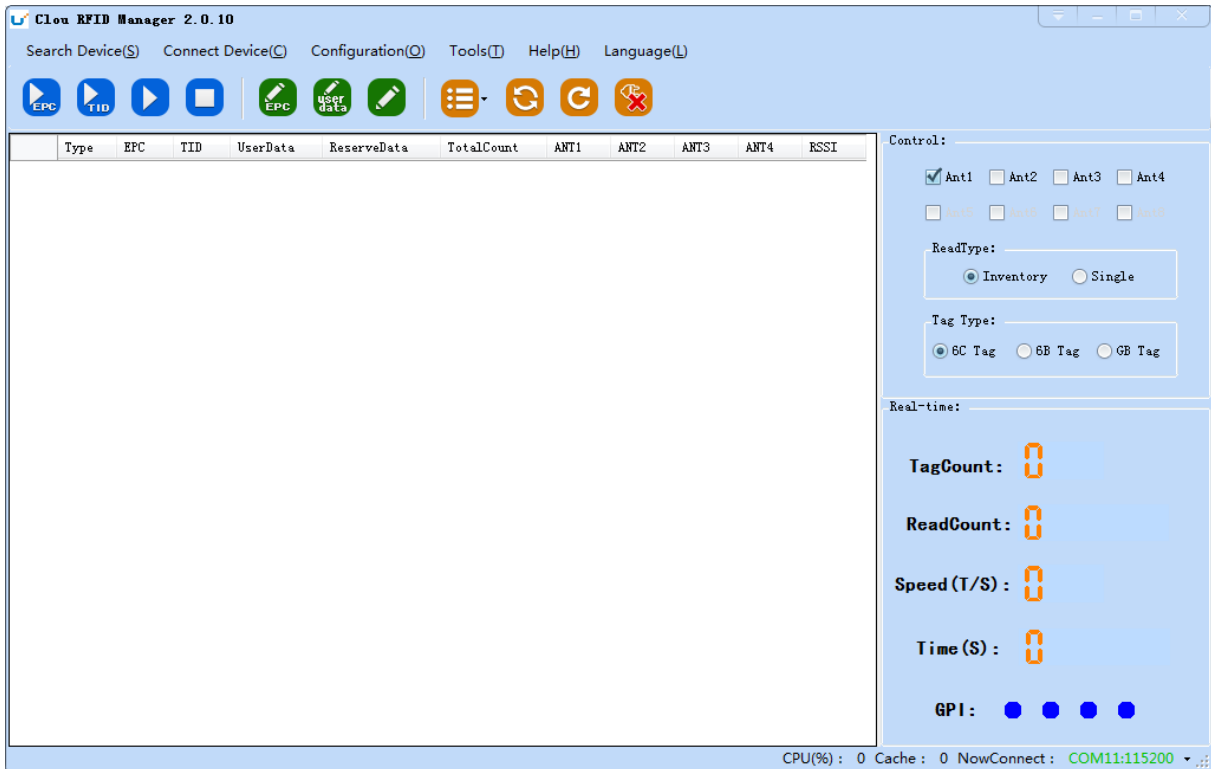 Clou RFID Manager 2.0.10
Search Device(S) Connect Device(C) Configuration(O) Tools(T) Help(H) Language(L)
EPC TID EPC user data
Type EPC TID UserData ReserveData TotalCount ANT1 ANT2 ANT3 ANT4 RSSI
Control:
Ant1 Ant2 Ant3 Ant4
ReadType:
Inventory Single
Tag Type:
6C Tag 6B Tag GB Tag
Real-time:
TagCount: 0
ReadCount: 0
Speed(T/S): 0
Time(S): 0
GPI:
CPU(%) : 0 Cache : 0 NowConnect : COM11:115200